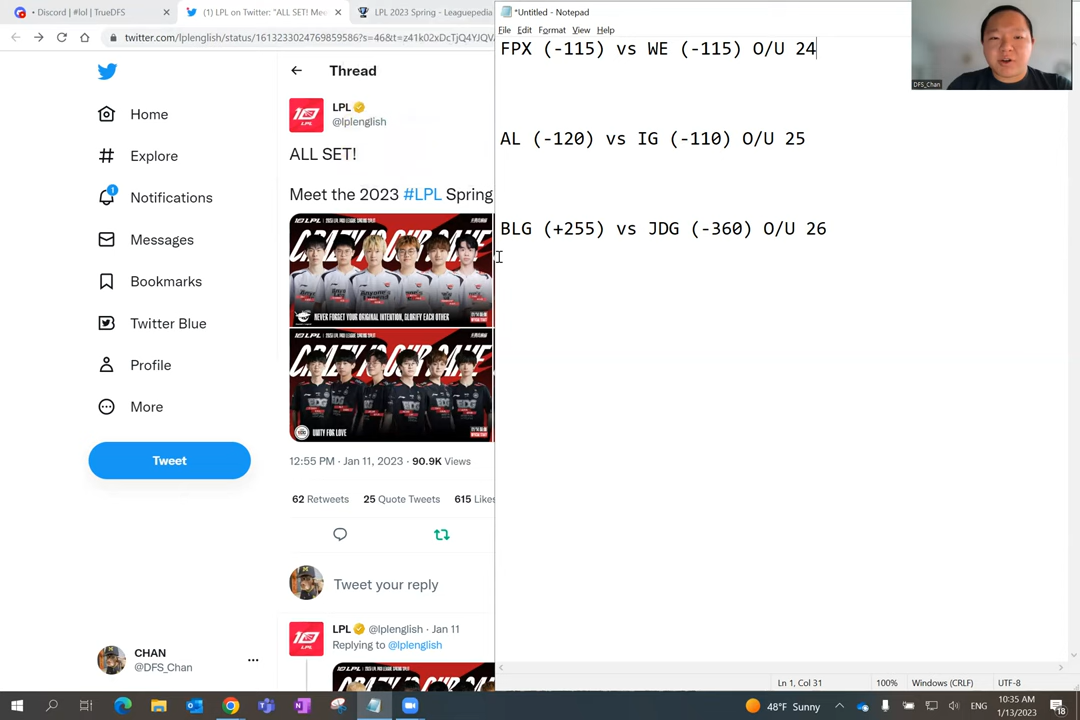 • Discord | #lol | TrueDFS
(1) LPL on Twitter: "ALL SET! Mee
LPL 2023 Spring - Leaguepedia
twitter.com/lplenglish/status/1613233024769859586?s=46&t=z41k02xDcTjQ4YJQV
Home
Explore
1
Notifications
Messages
Bookmarks
Twitter Blue
Profile
More
Tweet
CHAN
@DFS_Chan
Thread
LPL
@lplenglish
ALL SET!
Meet the 2023 #LPL Spring
LPL
NEVER FORGET YOUR ORIGINAL INTENTION, GLORIFY EACH OTHER
LPL
EDG
UNITY FOR LOVE
12:55 PM · Jan 11, 2023 · 90.9K Views
62 Retweets 25 Quote Tweets 615 Likes
Tweet your reply
LPL @lplenglish · Jan 11
Replying to @lplenglish
*Untitled - Notepad
File Edit Format View Help
FPX (-115) vs WE (-115) O/U 24
AL (-120) vs IG (-110) O/U 25
BLG (+255) vs JDG (-360) O/U 26
Ln 1, Col 31 100% Windows (CRLF) UTF-8
DFS_Chan
48°F Sunny
ENG
10:35 AM
1/13/2023
18